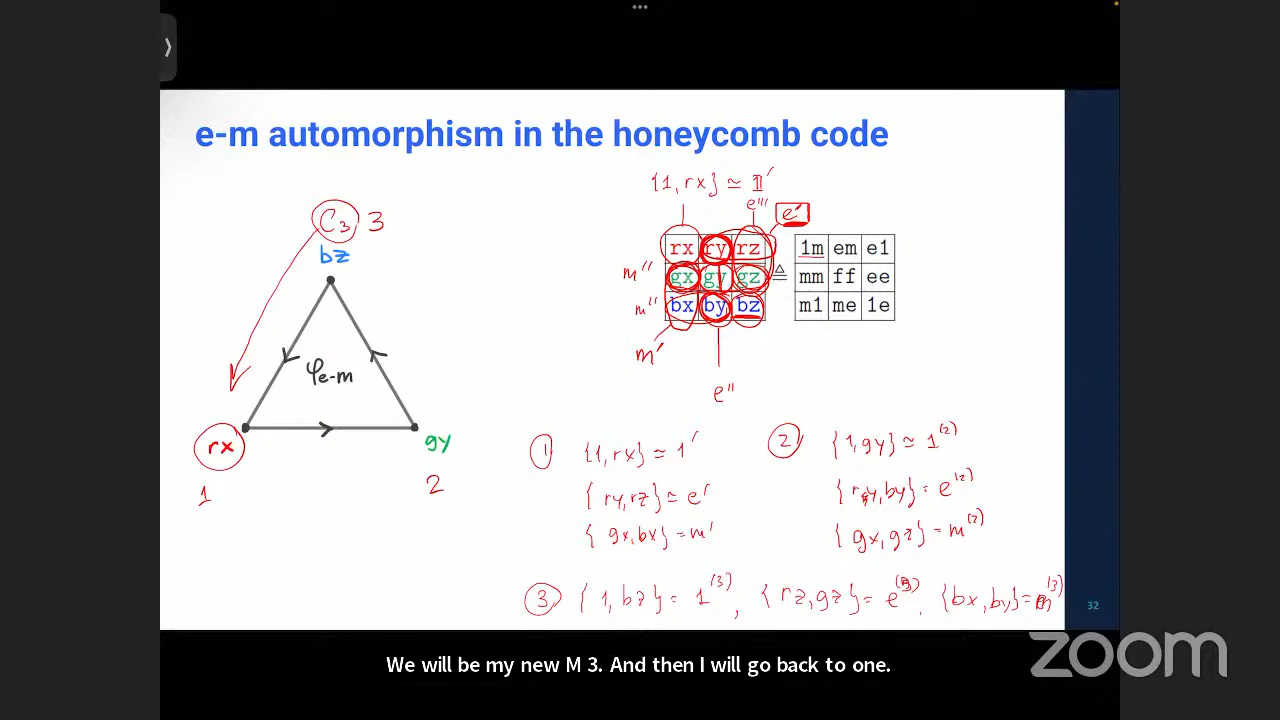 e-m automorphism in the honeycomb code
{1, rx} ≃ 𝟙′
e‴
e′
C₃ 3
bz
φe-m
rx
1
gy
2
rx ry rz
m″ gx gy gz
m″ bx by bz
m′
e″
≙
1m em e1
mm ff ee
m1 me 1e
① {1, rx} ≃ 1′
{ry, rz} ≃ e′
{gx, bx} = m′
② {1, gy} ≃ 1⁽²⁾
{ry, by} = e⁽²⁾
{gx, gz} = m⁽²⁾
③ {1, bz} = 1⁽³⁾, {rz, gz} = e⁽³⁾, {bx, by} = m⁽³⁾
32
We will be my new M 3. And then I will go back to one.
zoom